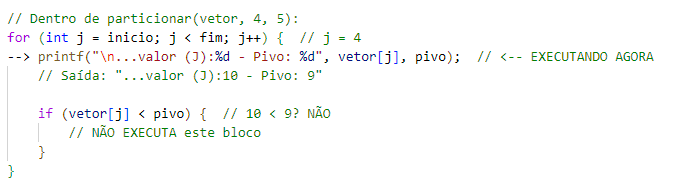 // Dentro de particionar(vetor, 4, 5):
for (int j = inicio; j < fim; j++) {  // j = 4
--> printf("\n...valor (J):%d - Pivo: %d", vetor[j], pivo);  // <-- EXECUTANDO AGORA
    // Saída: "...valor (J):10 - Pivo: 9"

    if (vetor[j] < pivo) {  // 10 < 9? NÃO
        // NÃO EXECUTA este bloco
    }
}